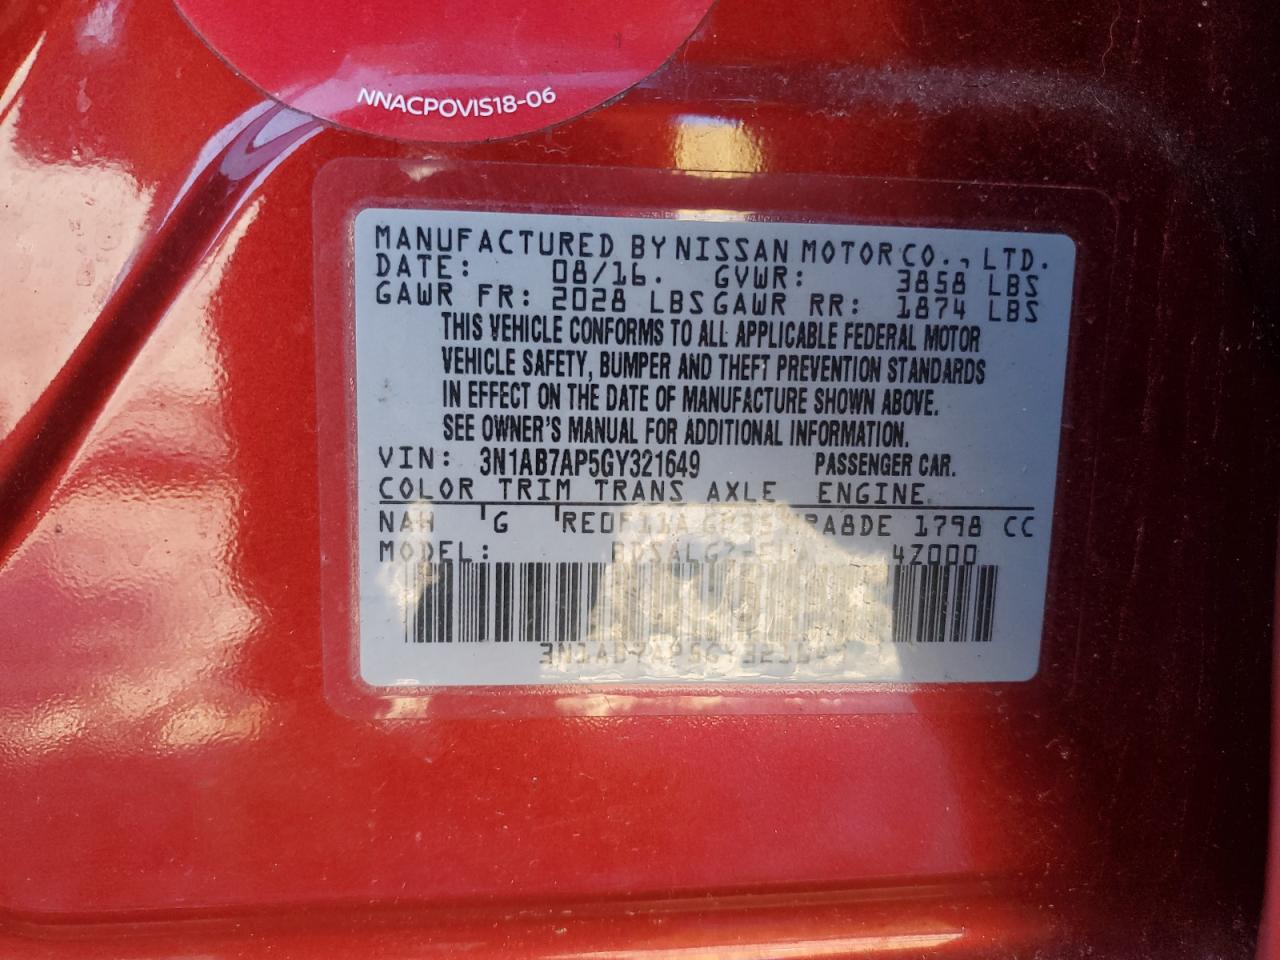 NNACPOVIS18-06
MANUFACTURED BY NISSAN MOTOR CO., LTD.
DATE: 08/16. GVWR: 3858 LBS
GAWR FR: 2028 LBS GAWR RR: 1874 LBS
THIS VEHICLE CONFORMS TO ALL APPLICABLE FEDERAL MOTOR
VEHICLE SAFETY, BUMPER AND THEFT PREVENTION STANDARDS
IN EFFECT ON THE DATE OF MANUFACTURE SHOWN ABOVE.
SEE OWNER'S MANUAL FOR ADDITIONAL INFORMATION.
VIN: 3N1AB7AP5GY321649 PASSENGER CAR.
COLOR TRIM TRANS AXLE ENGINE
NAH G 1798 CC
MODEL: 4Z000